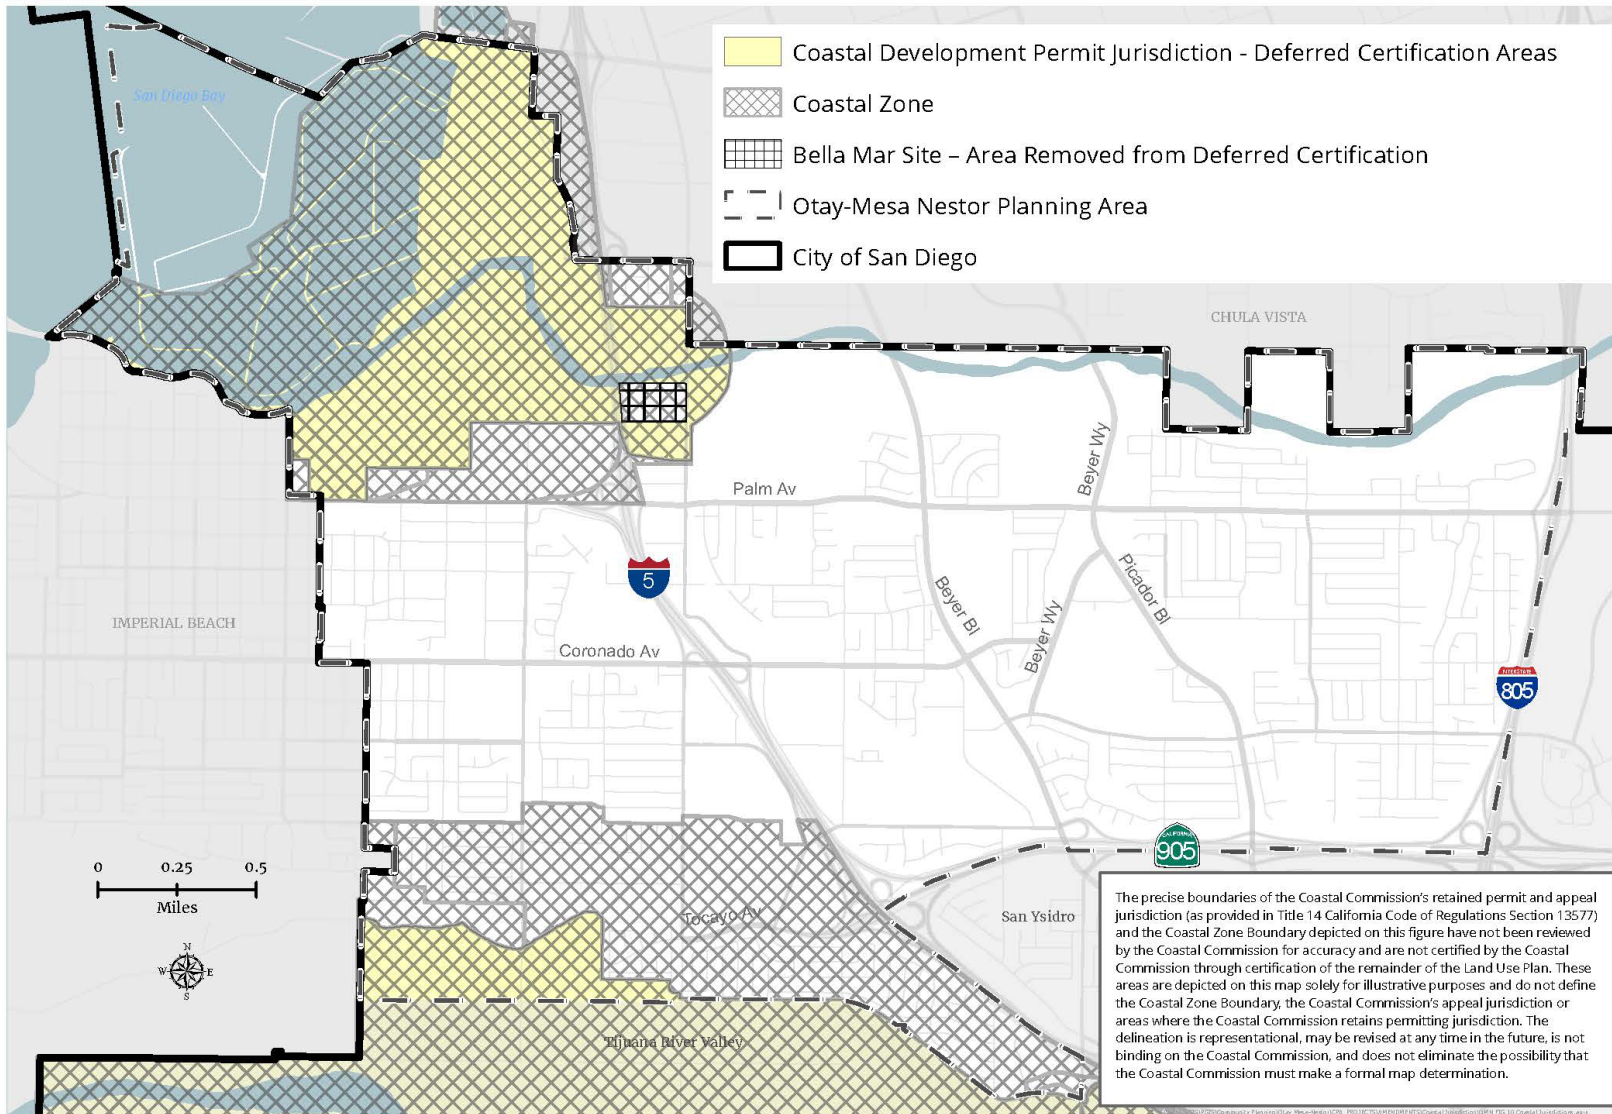 San Diego Bay
Coastal Development Permit Jurisdiction - Deferred Certification Areas
Coastal Zone
Bella Mar Site – Area Removed from Deferred Certification
Otay-Mesa Nestor Planning Area
City of San Diego
CHULA VISTA
Palm Av
Beyer Wy
5
Beyer Bl
Picador Bl
Beyer Wy
IMPERIAL BEACH
Coronado Av
805
CALIFORNIA
905
0 0.25 0.5
Miles
N
W E
S
Tocayo Av
San Ysidro
Tijuana River Valley
The precise boundaries of the Coastal Commission's retained permit and appeal
jurisdiction (as provided in Title 14 California Code of Regulations Section 13577)
and the Coastal Zone Boundary depicted on this figure have not been reviewed
by the Coastal Commission for accuracy and are not certified by the Coastal
Commission through certification of the remainder of the Land Use Plan. These
areas are depicted on this map solely for illustrative purposes and do not define
the Coastal Zone Boundary, the Coastal Commission's appeal jurisdiction or
areas where the Coastal Commission retains permitting jurisdiction. The
delineation is representational, may be revised at any time in the future, is not
binding on the Coastal Commission, and does not eliminate the possibility that
the Coastal Commission must make a formal map determination.